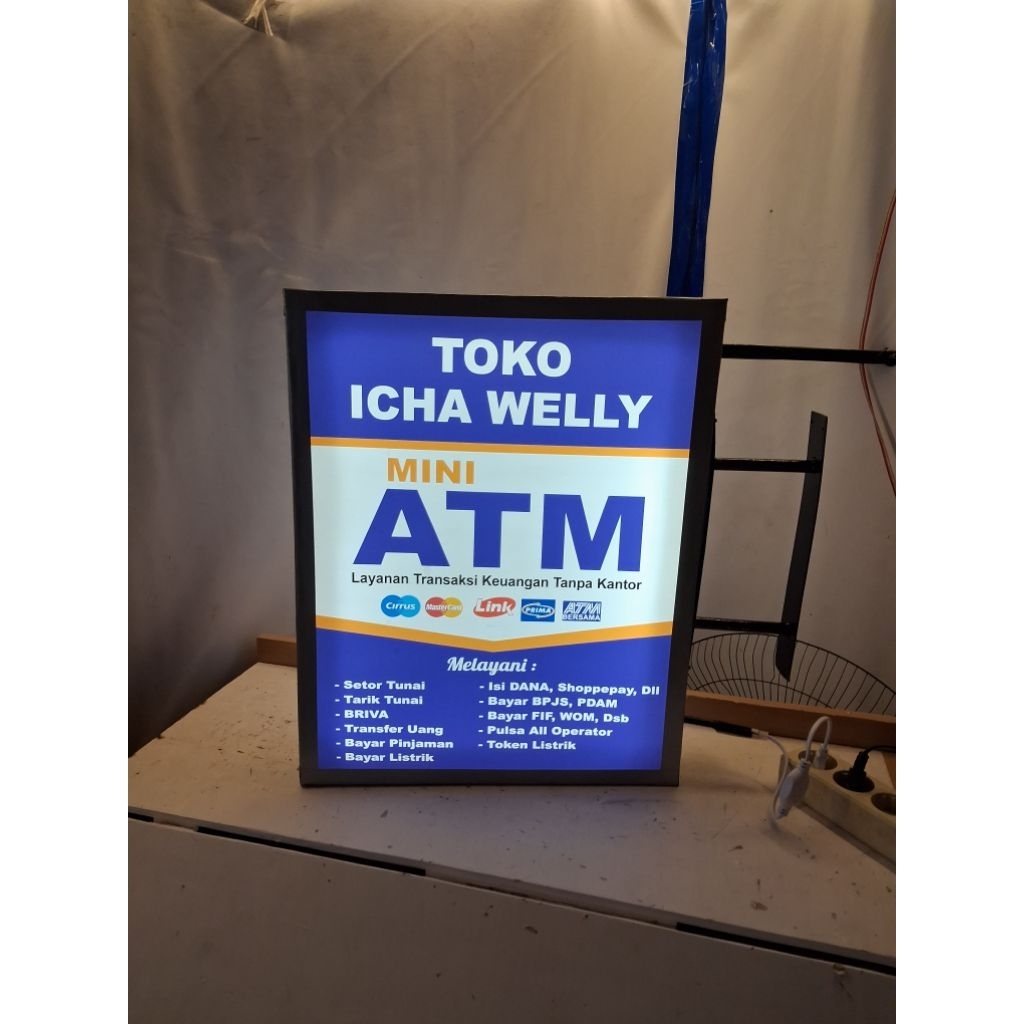 TOKO
ICHA WELLY
MINI
ATM
Layanan Transaksi Keuangan Tanpa Kantor
Cirrus MasterCard Link PRIMA ATM BERSAMA
Melayani :
- Setor Tunai
- Tarik Tunai
- BRIVA
- Transfer Uang
- Bayar Pinjaman
- Bayar Listrik
- Isi DANA, Shoppepay, Dll
- Bayar BPJS, PDAM
- Bayar FIF, WOM, Dsb
- Pulsa All Operator
- Token Listrik